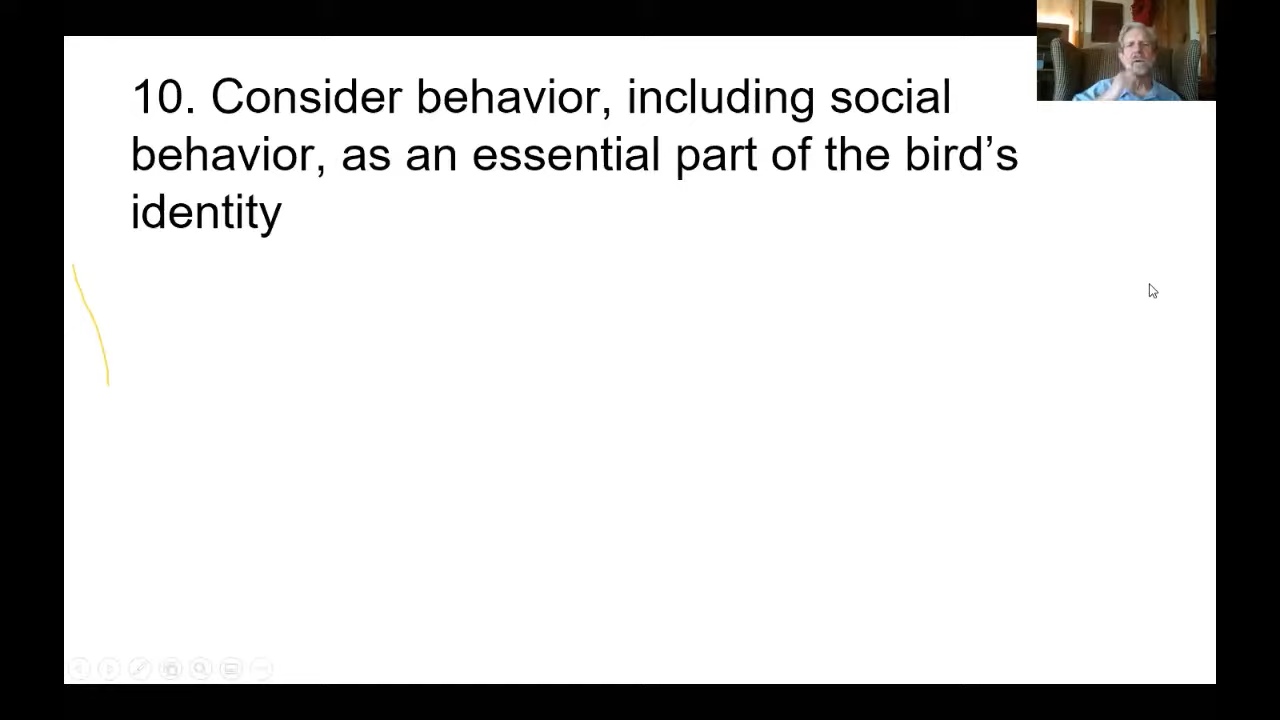 10. Consider behavior, including social
behavior, as an essential part of the bird’s
identity